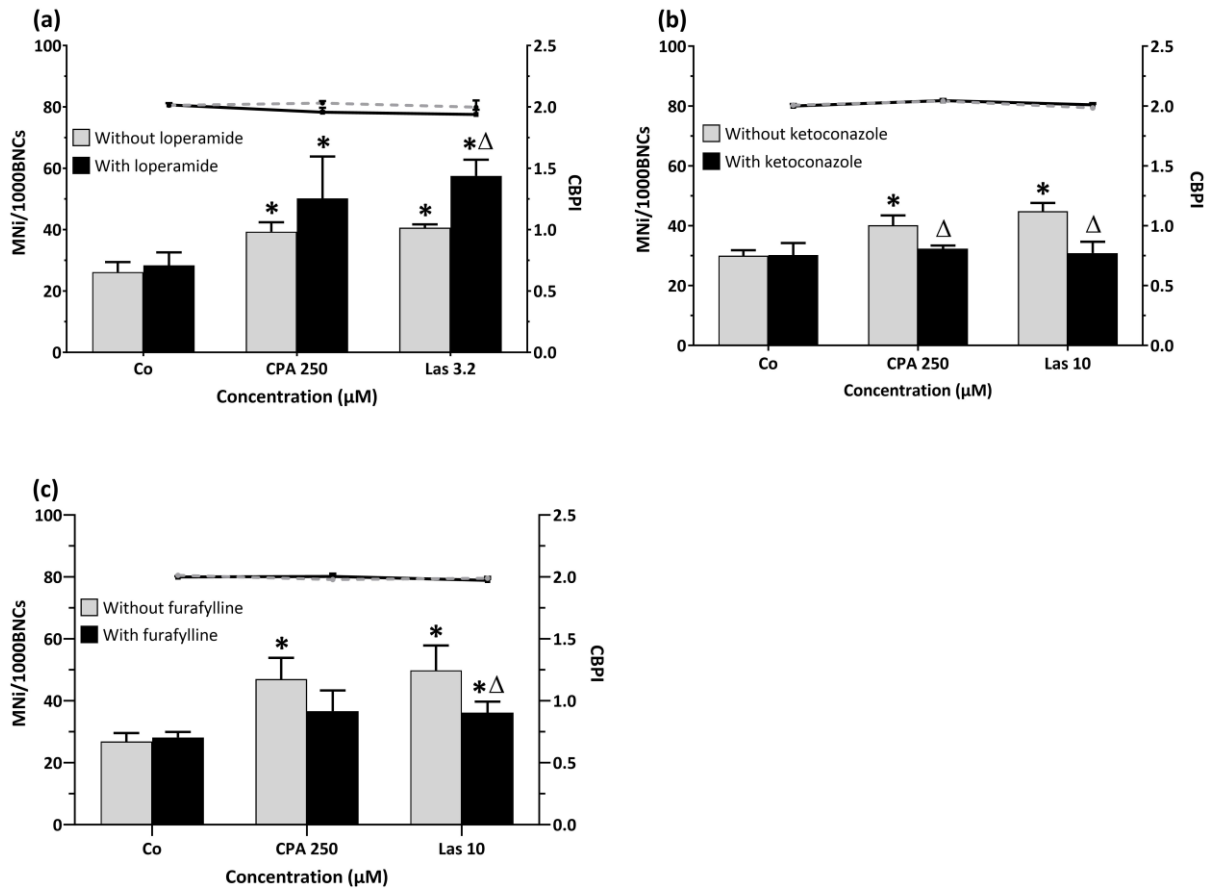 (a)
100
80
60
40
20
0
MNi/1000BNCs
2.5
2.0
1.5
1.0
0.5
0.0
CBPI
Without loperamide
With loperamide
* * * *Δ
Co CPA 250 Las 3.2
Concentration (µM)
(b)
100
80
60
40
20
0
MNi/1000BNCs
2.5
2.0
1.5
1.0
0.5
0.0
CBPI
Without ketoconazole
With ketoconazole
* Δ * Δ
Co CPA 250 Las 10
Concentration (µM)
(c)
100
80
60
40
20
0
MNi/1000BNCs
2.5
2.0
1.5
1.0
0.5
0.0
CBPI
Without furafylline
With furafylline
* * *Δ
Co CPA 250 Las 10
Concentration (µM)